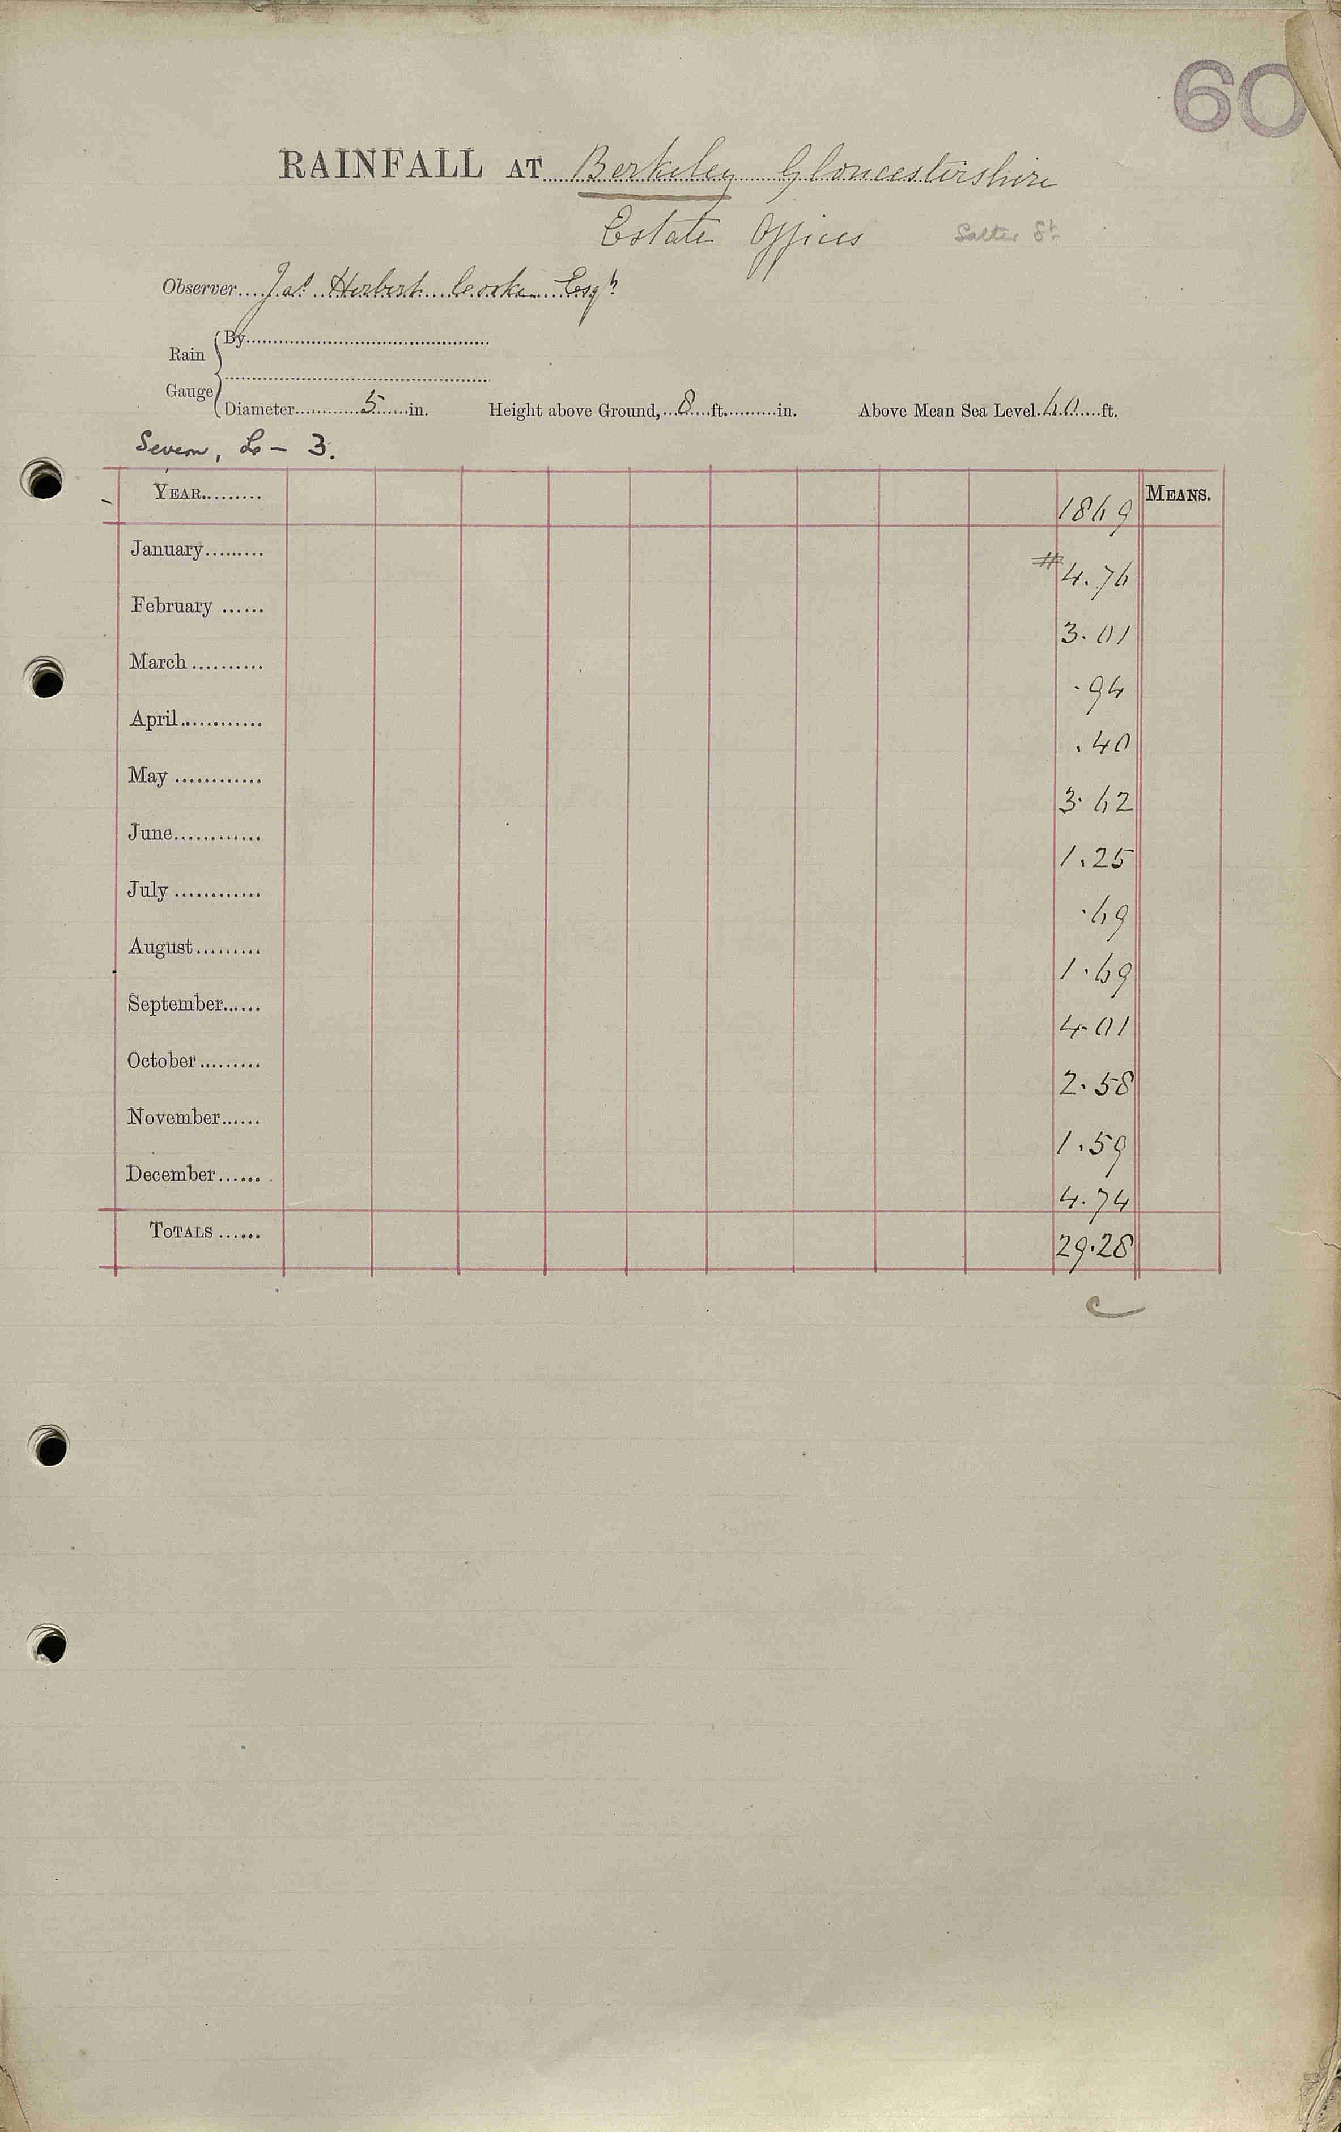 60
RAINFALL AT Berkeley Gloucestershire
Estate Offices Salter St
Observer Jas Herbert Cooke Esqr
Rain Gauge
By
Diameter 5 in. Height above Ground, 8 ft. in. Above Mean Sea Level 60 ft.
Severn, L - 3.
YEAR 1869 MEANS.
January # 4.76
February 3.01
March .94
April .40
May 3.62
June 1.25
July .69
August 1.69
September 4.01
October 2.58
November 1.59
December 4.74
TOTALS 29.28
c